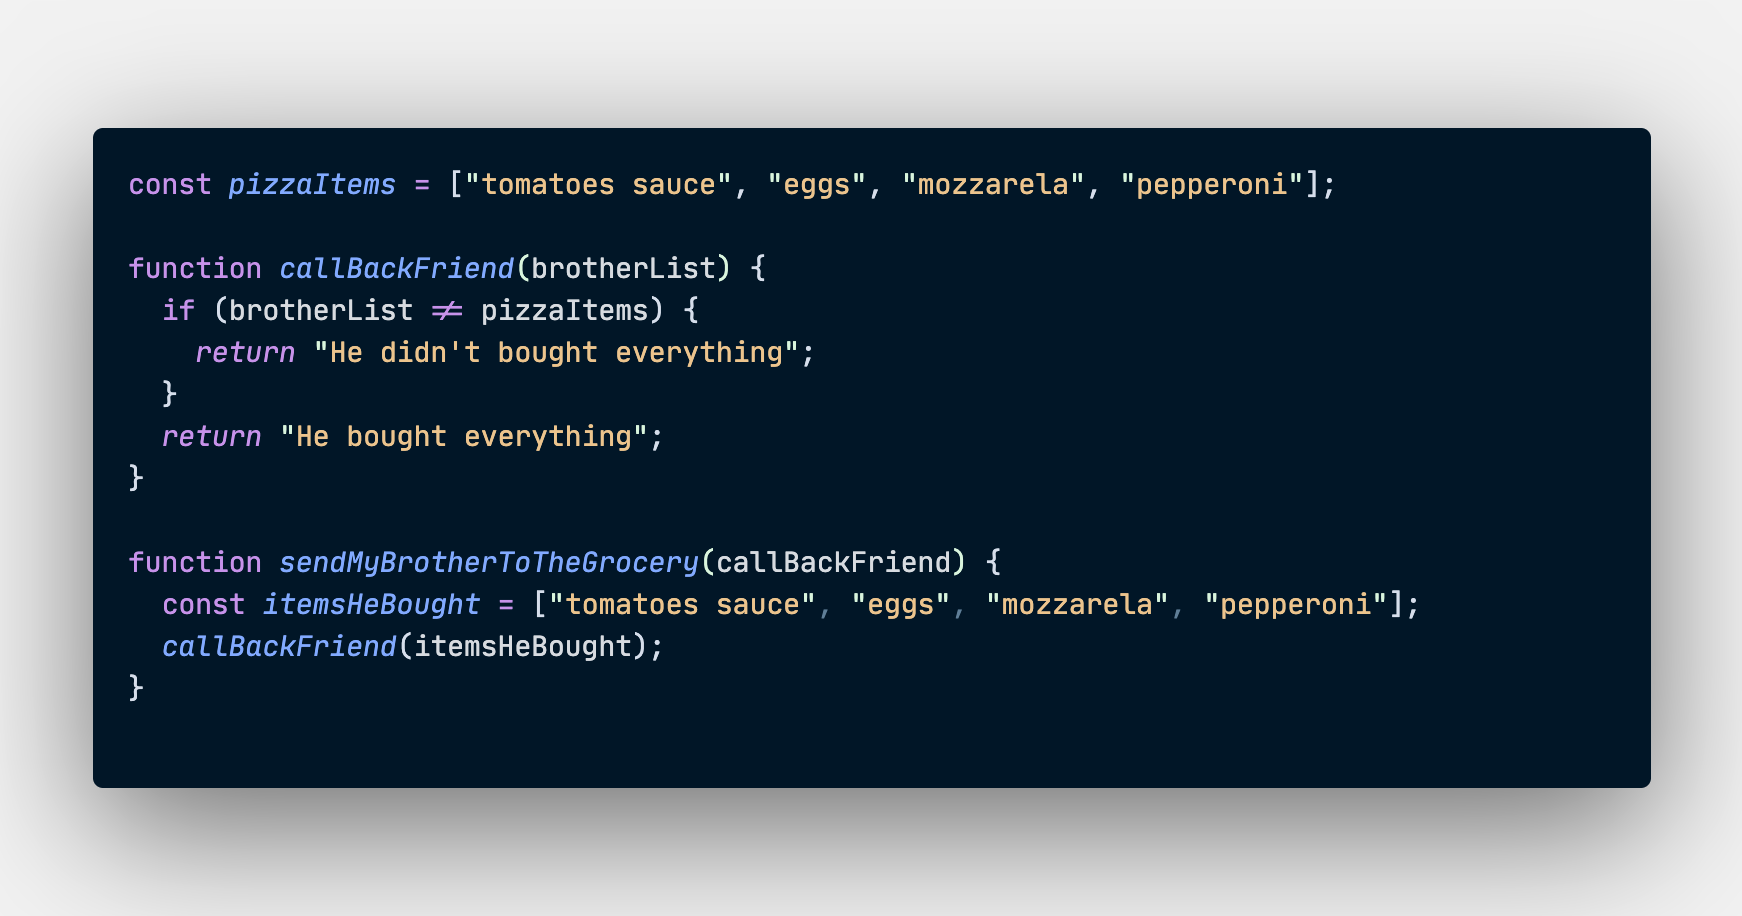 const pizzaItems = ["tomatoes sauce", "eggs", "mozzarela", "pepperoni"];

function callBackFriend(brotherList) {
  if (brotherList != pizzaItems) {
    return "He didn't bought everything";
  }
  return "He bought everything";
}

function sendMyBrotherToTheGrocery(callBackFriend) {
  const itemsHeBought = ["tomatoes sauce", "eggs", "mozzarela", "pepperoni"];
  callBackFriend(itemsHeBought);
}